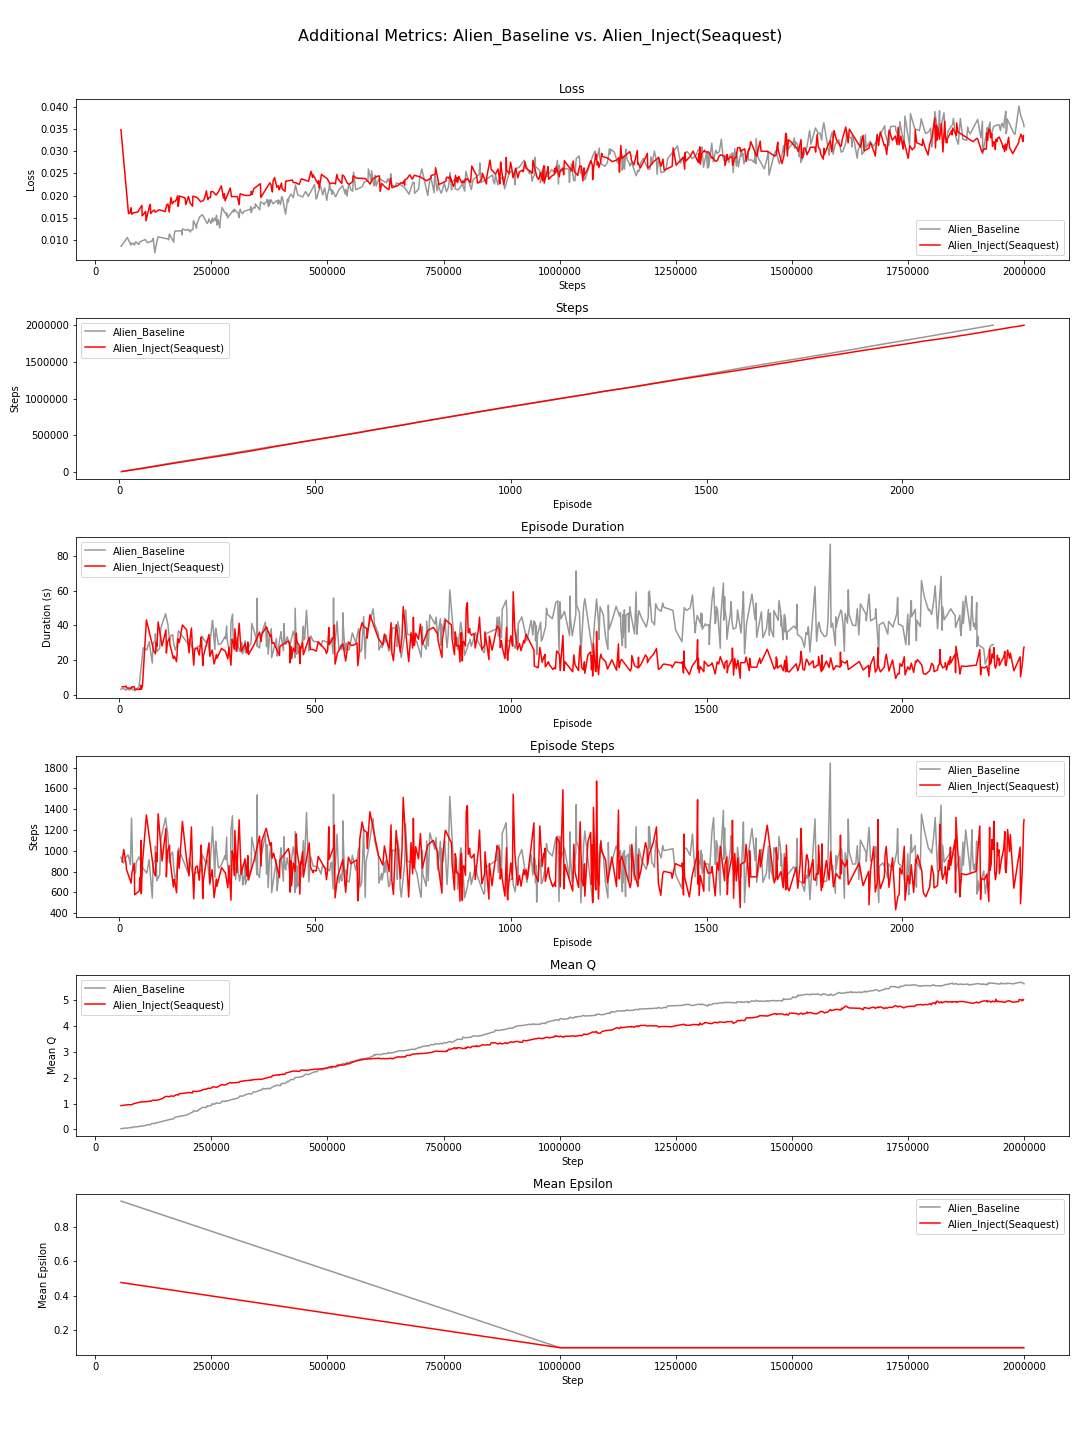 Additional Metrics: Alien_Baseline vs. Alien_Inject(Seaquest)
Loss
0.040
0.035
0.030
0.025
0.020
0.015
0.010
Loss
Alien_Baseline
Alien_Inject(Seaquest)
0 250000 500000 750000 1000000 1250000 1500000 1750000 2000000
Steps
Steps
2000000
1500000
1000000
500000
0
Steps
Alien_Baseline
Alien_Inject(Seaquest)
0 500 1000 1500 2000
Episode
Episode Duration
80
60
40
20
0
Duration (s)
Alien_Baseline
Alien_Inject(Seaquest)
0 500 1000 1500 2000
Episode
Episode Steps
1800
1600
1400
1200
1000
800
600
400
Steps
Alien_Baseline
Alien_Inject(Seaquest)
0 500 1000 1500 2000
Episode
Mean Q
5
4
3
2
1
0
Mean Q
Alien_Baseline
Alien_Inject(Seaquest)
0 250000 500000 750000 1000000 1250000 1500000 1750000 2000000
Step
Mean Epsilon
0.8
0.6
0.4
0.2
Mean Epsilon
Alien_Baseline
Alien_Inject(Seaquest)
0 250000 500000 750000 1000000 1250000 1500000 1750000 2000000
Step